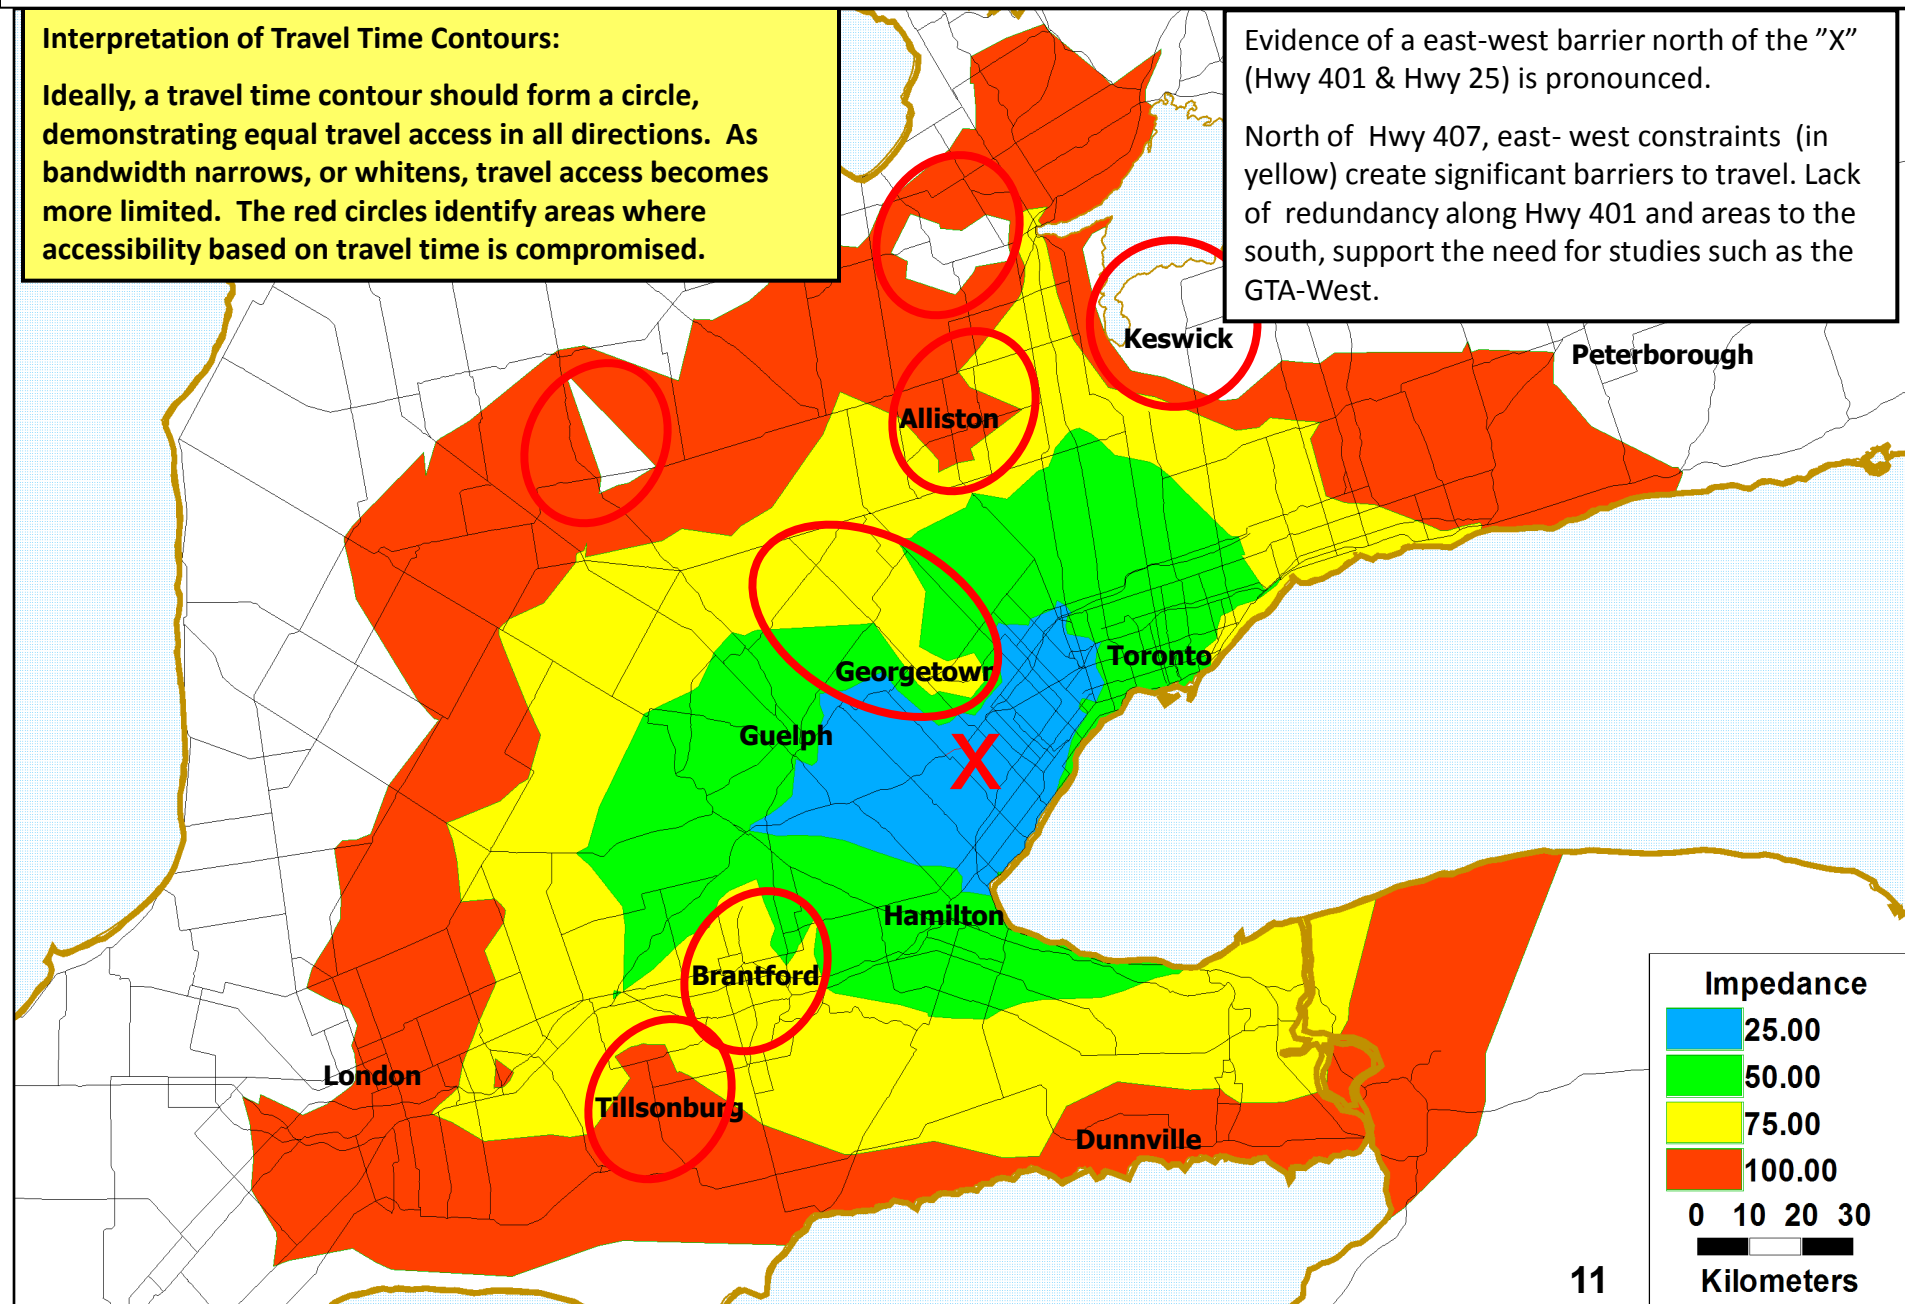 Interpretation of Travel Time Contours:
Ideally, a travel time contour should form a circle,
demonstrating equal travel access in all directions.  As
bandwidth narrows, or whitens, travel access becomes
more limited.  The red circles identify areas where
accessibility based on travel time is compromised.
Evidence of a east-west barrier north of the ”X”
(Hwy 401 & Hwy 25) is pronounced.
North of  Hwy 407, east- west constraints  (in
yellow) create significant barriers to travel. Lack
of  redundancy along Hwy 401 and areas to the
south, support the need for studies such as the
GTA-West.
Keswick
Peterborough
Alliston
Georgetown
Toronto
Guelph
X
Hamilton
Brantford
London
Tillsonburg
Dunnville
Impedance
25.00
50.00
75.00
100.00
0 10 20 30
Kilometers
11